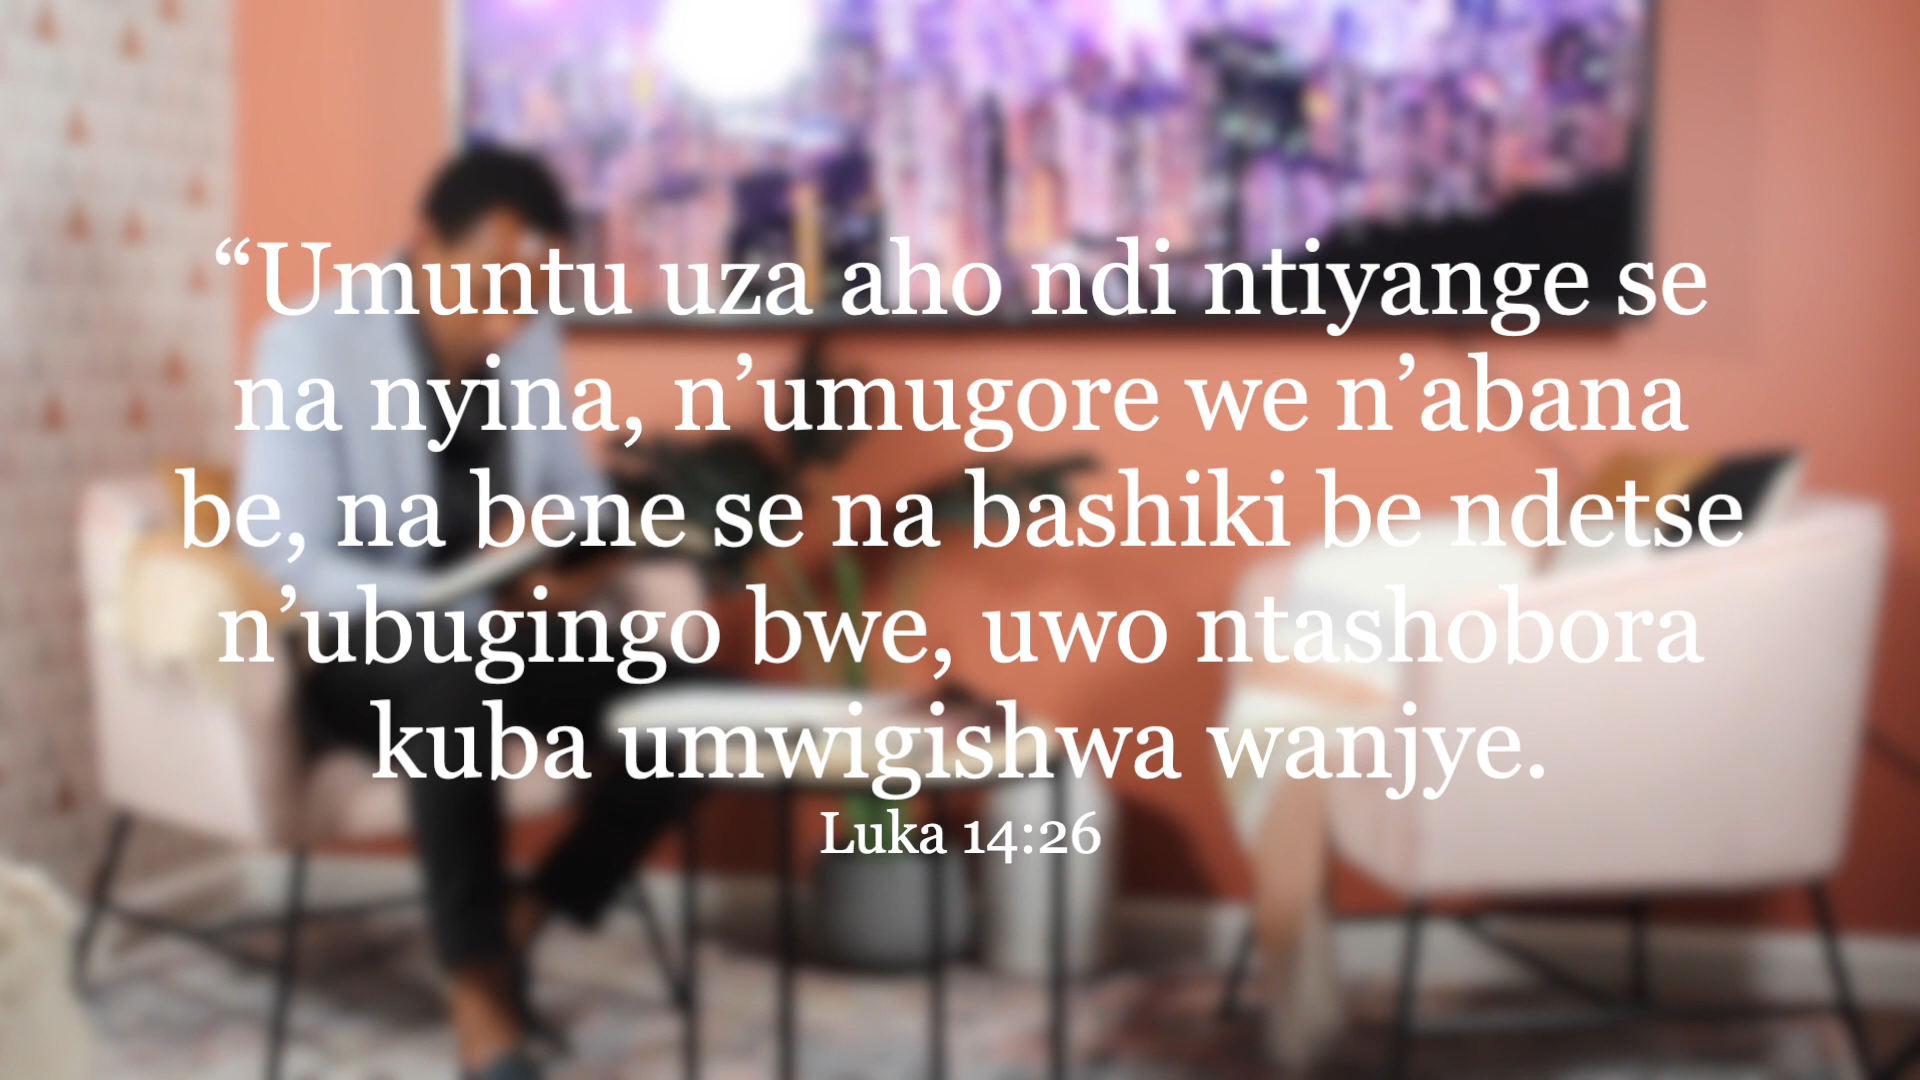 “Umuntu uza aho ndi ntiyange se
na nyina, n’umugore we n’abana
be, na bene se na bashiki be ndetse
n’ubugingo bwe, uwo ntashobora
kuba umwigishwa wanjye.
Luka 14:26